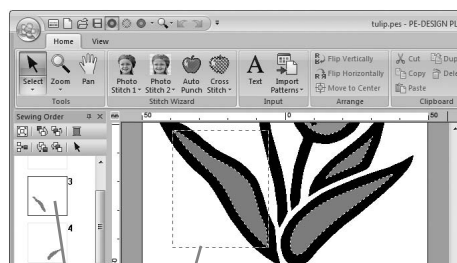 tulip.pes - PE-DESIGN PL
Home View
Select Zoom Pan Photo Stitch 1 Photo Stitch 2 Auto Punch Cross Stitch Text Import Patterns
Flip Vertically
Flip Horizontally
Move to Center
Cut Dup
Copy Dele
Paste
Tools Stitch Wizard Input Arrange Clipboard
Sewing Order
50 0 50
3
4